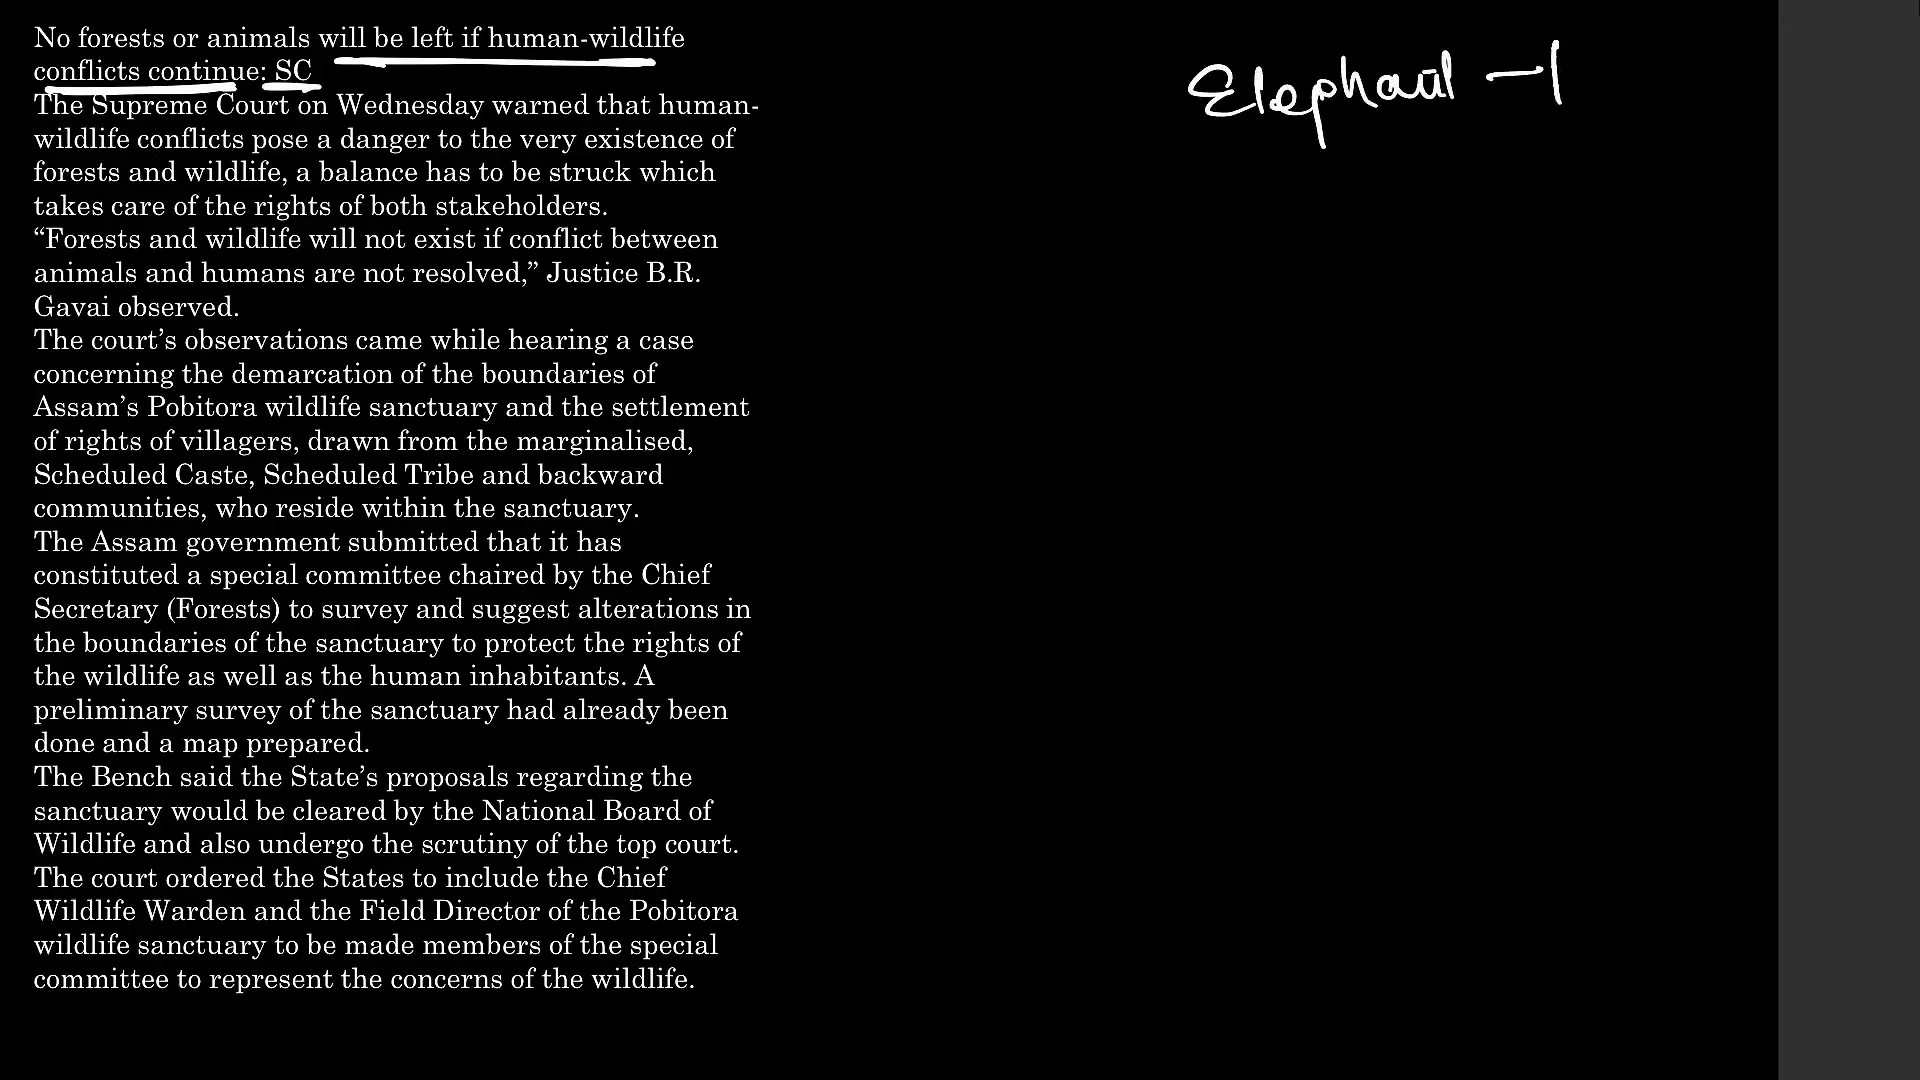 No forests or animals will be left if human-wildlife
conflicts continue: SC
The Supreme Court on Wednesday warned that human-
wildlife conflicts pose a danger to the very existence of
forests and wildlife, a balance has to be struck which
takes care of the rights of both stakeholders.
“Forests and wildlife will not exist if conflict between
animals and humans are not resolved,” Justice B.R.
Gavai observed.
The court’s observations came while hearing a case
concerning the demarcation of the boundaries of
Assam’s Pobitora wildlife sanctuary and the settlement
of rights of villagers, drawn from the marginalised,
Scheduled Caste, Scheduled Tribe and backward
communities, who reside within the sanctuary.
The Assam government submitted that it has
constituted a special committee chaired by the Chief
Secretary (Forests) to survey and suggest alterations in
the boundaries of the sanctuary to protect the rights of
the wildlife as well as the human inhabitants. A
preliminary survey of the sanctuary had already been
done and a map prepared.
The Bench said the State’s proposals regarding the
sanctuary would be cleared by the National Board of
Wildlife and also undergo the scrutiny of the top court.
The court ordered the States to include the Chief
Wildlife Warden and the Field Director of the Pobitora
wildlife sanctuary to be made members of the special
committee to represent the concerns of the wildlife.
Elephant - 1